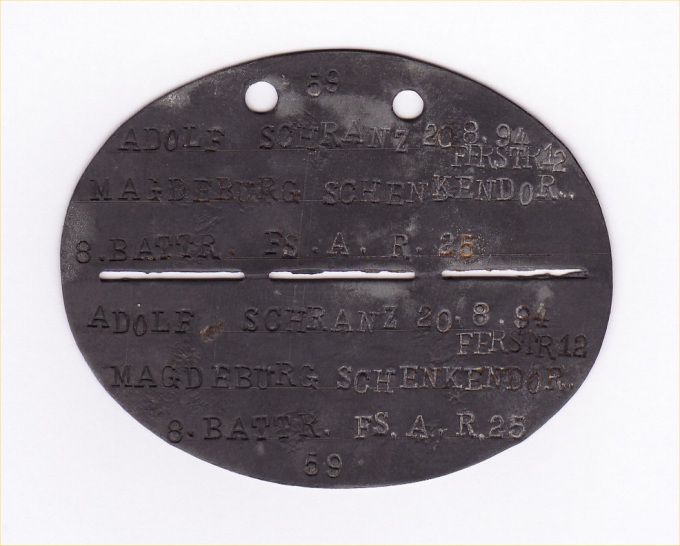 59
ADOLF SCHRANZ 20.8.94
FERSTR12
MAGDEBURG SCHENKENDOR..
8.BATTR. FS.A.R.25
ADOLF. SCHRANZ 20.8.94
FERSTR12
MAGDEBURG SCHENKENDOR..
8.BATTR. FS.A.R.25
59